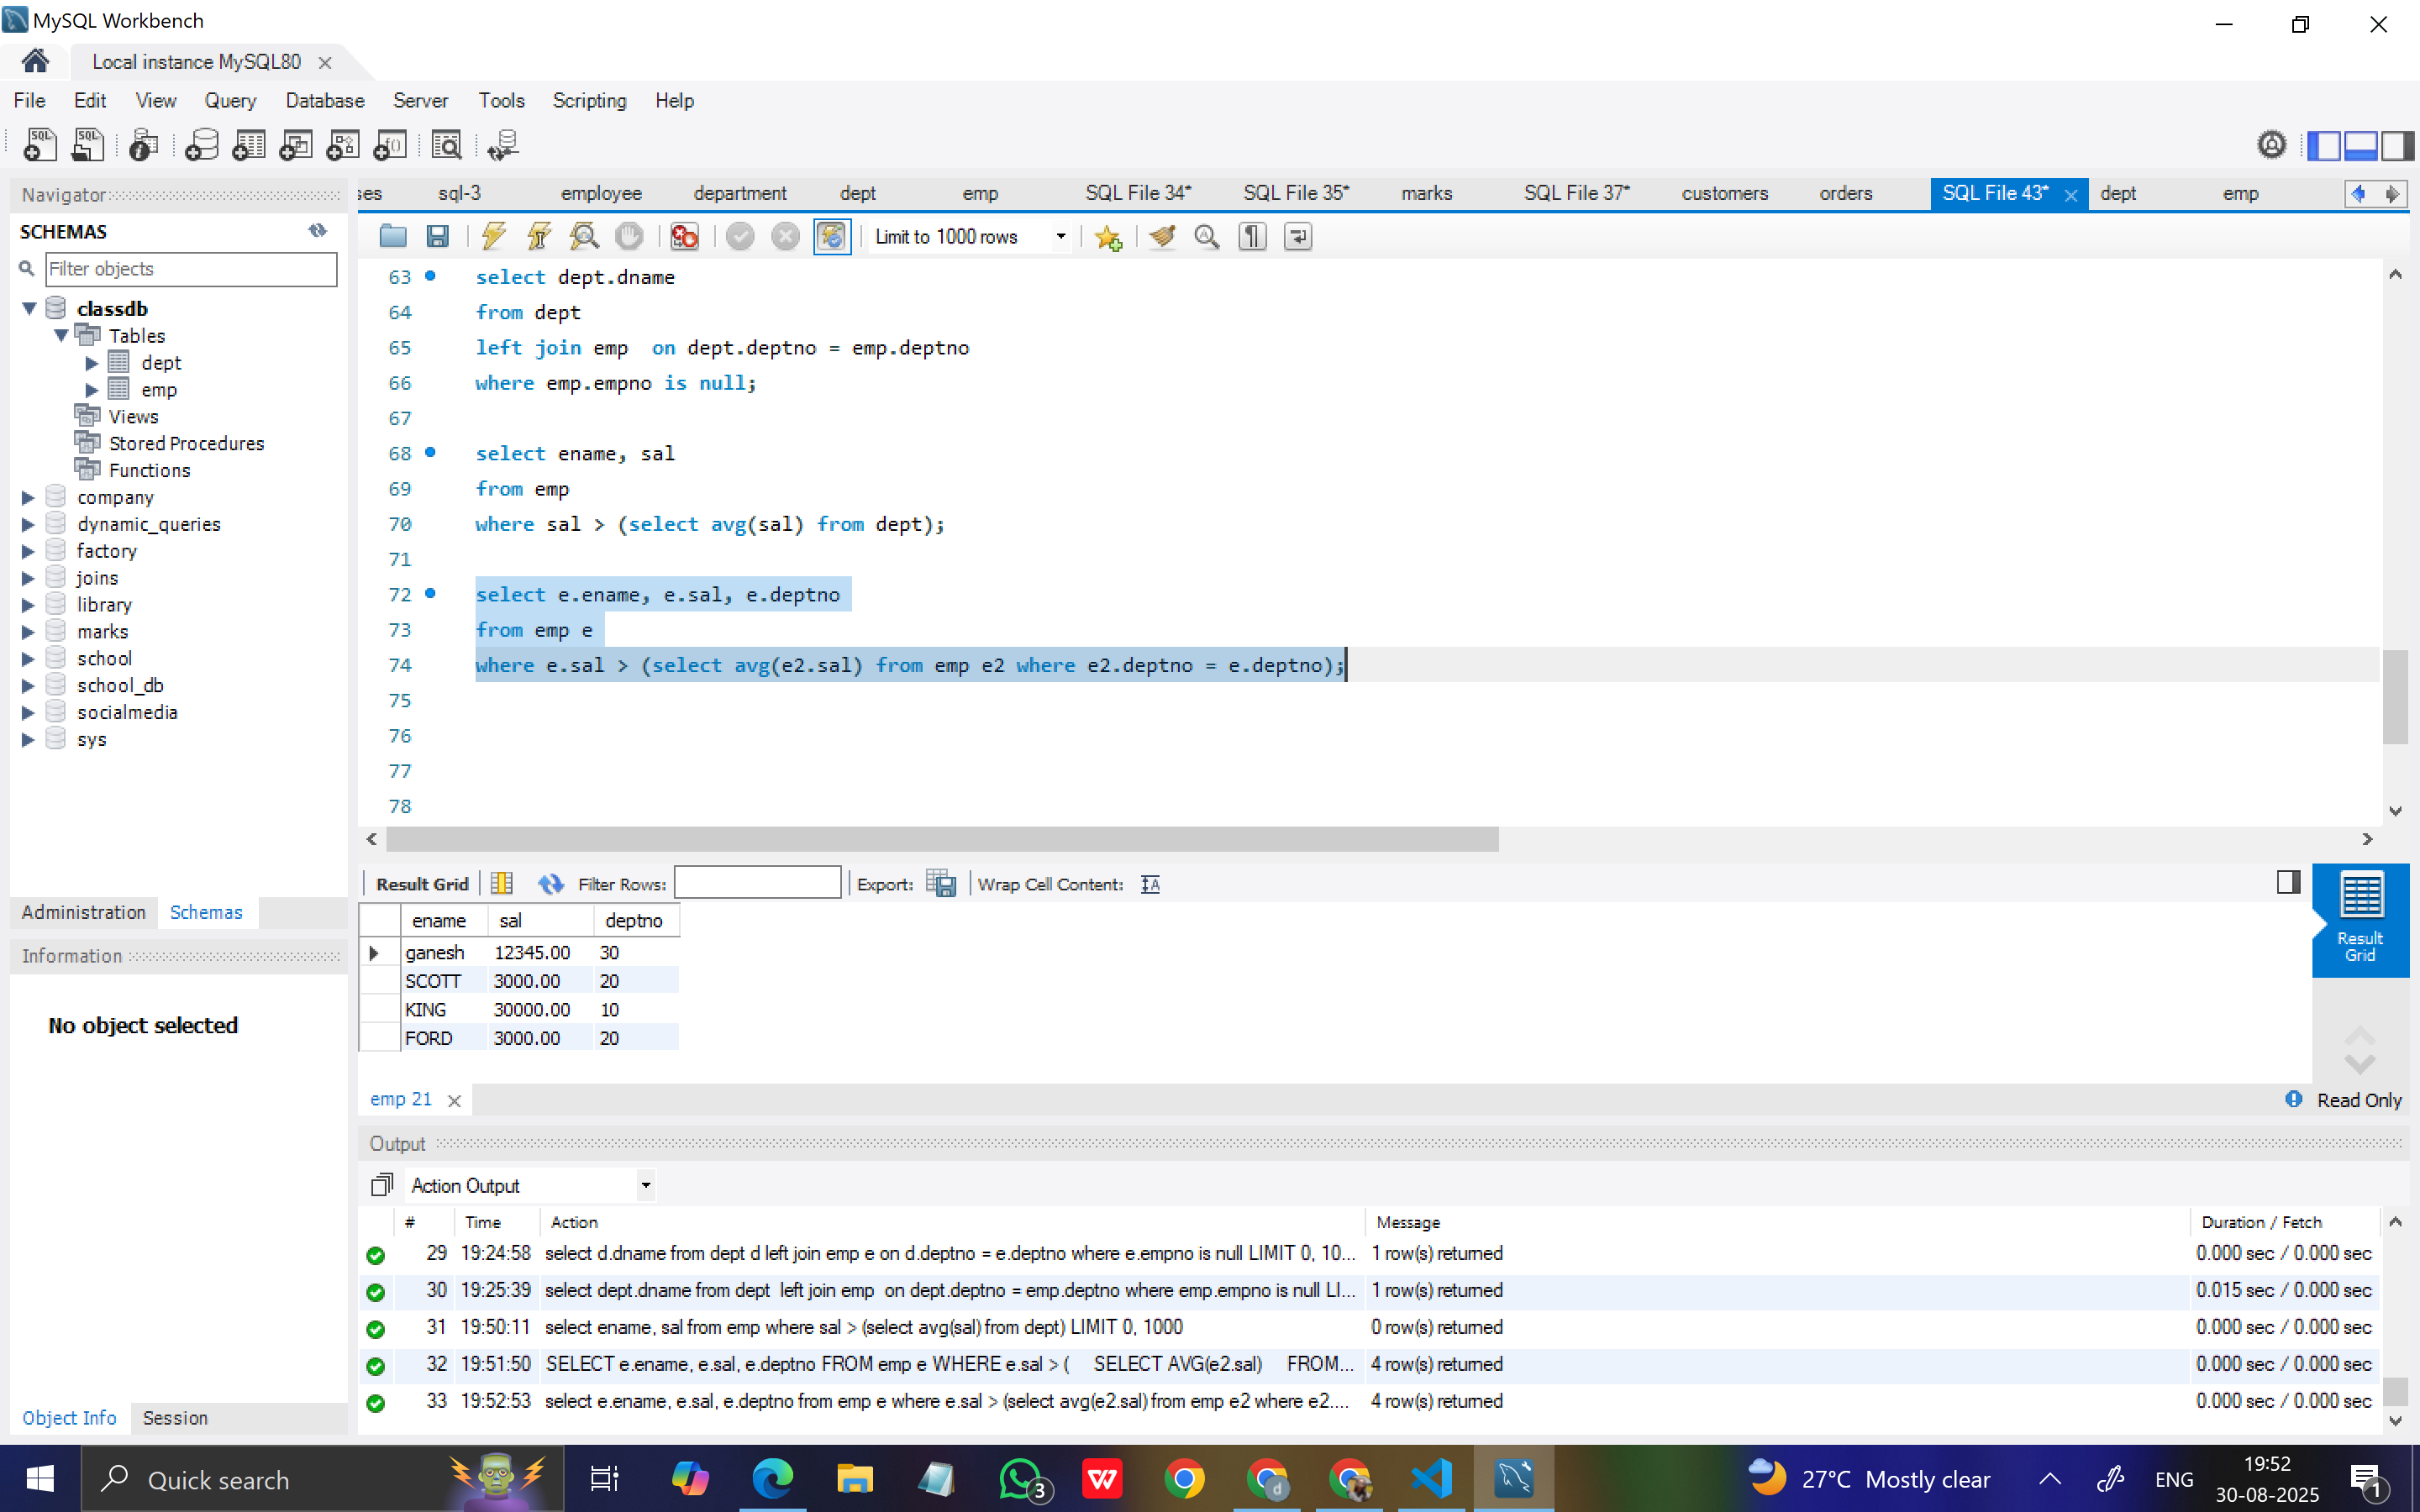 MySQL Workbench
Local instance MySQL80
File Edit View Query Database Server Tools Scripting Help
Navigator
SCHEMAS
Filter objects
classdb
Tables
dept
emp
Views
Stored Procedures
Functions
company
dynamic_queries
factory
joins
library
marks
school
school_db
socialmedia
sys
Administration Schemas
Information
No object selected
Object Info Session
ses sql-3 employee department dept emp SQL File 34* SQL File 35* marks SQL File 37* customers orders SQL File 43* dept emp
Limit to 1000 rows
63 select dept.dname
64 from dept
65 left join emp  on dept.deptno = emp.deptno
66 where emp.empno is null;
67
68 select ename, sal
69 from emp
70 where sal > (select avg(sal) from dept);
71
72 select e.ename, e.sal, e.deptno
73 from emp e
74 where e.sal > (select avg(e2.sal) from emp e2 where e2.deptno = e.deptno);
75
76
77
78
Result Grid Filter Rows: Export: Wrap Cell Content:
ename sal deptno
ganesh 12345.00 30
SCOTT 3000.00 20
KING 30000.00 10
FORD 3000.00 20
Result
Grid
emp 21
Read Only
Output
Action Output
# Time Action Message Duration / Fetch
29 19:24:58 select d.dname from dept d left join emp e on d.deptno = e.deptno where e.empno is null LIMIT 0, 10... 1 row(s) returned 0.000 sec / 0.000 sec
30 19:25:39 select dept.dname from dept  left join emp  on dept.deptno = emp.deptno where emp.empno is null LI... 1 row(s) returned 0.015 sec / 0.000 sec
31 19:50:11 select ename, sal from emp where sal > (select avg(sal) from dept) LIMIT 0, 1000 0 row(s) returned 0.000 sec / 0.000 sec
32 19:51:50 SELECT e.ename, e.sal, e.deptno FROM emp e WHERE e.sal > (     SELECT AVG(e2.sal)     FROM... 4 row(s) returned 0.000 sec / 0.000 sec
33 19:52:53 select e.ename, e.sal, e.deptno from emp e where e.sal > (select avg(e2.sal) from emp e2 where e2.... 4 row(s) returned 0.000 sec / 0.000 sec
Quick search
3
d
27°C Mostly clear
ENG
19:52
30-08-2025
1